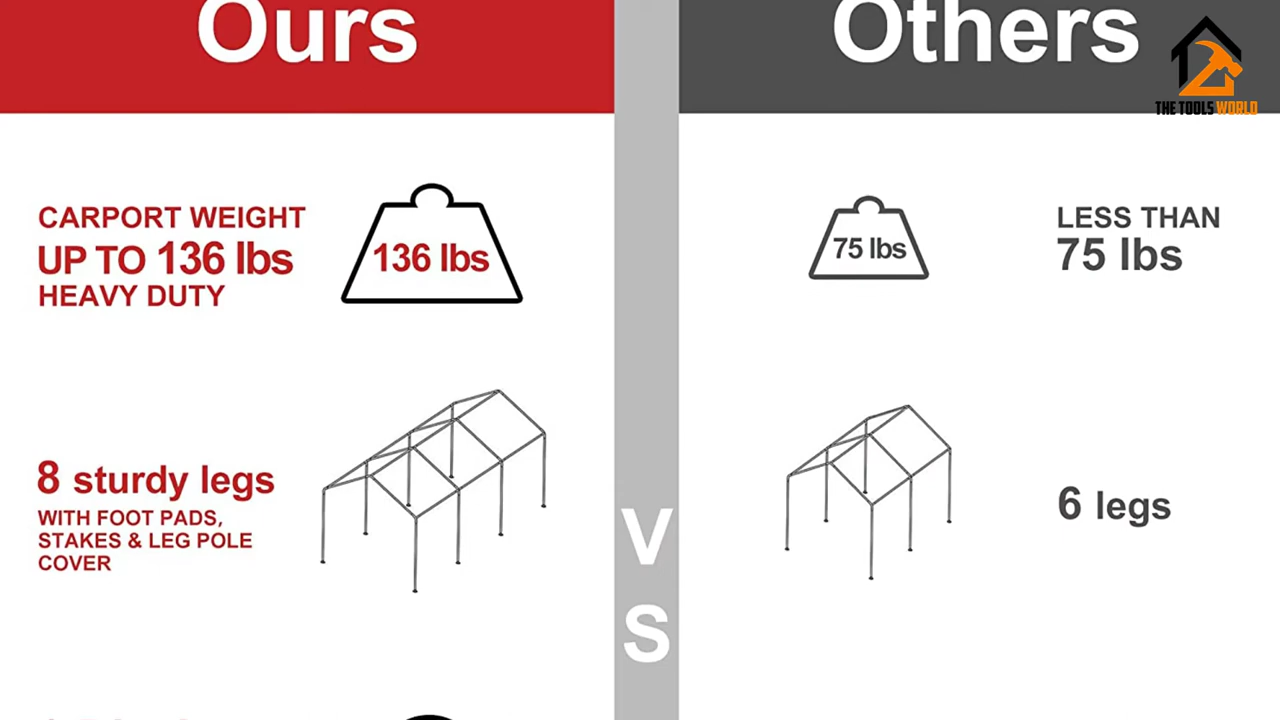 Ours
Others
THE TOOLS WORLD
CARPORT WEIGHT
UP TO 136 lbs
HEAVY DUTY
136 lbs
75 lbs
LESS THAN
75 lbs
8 sturdy legs
WITH FOOT PADS,
STAKES & LEG POLE
COVER
6 legs
V
S